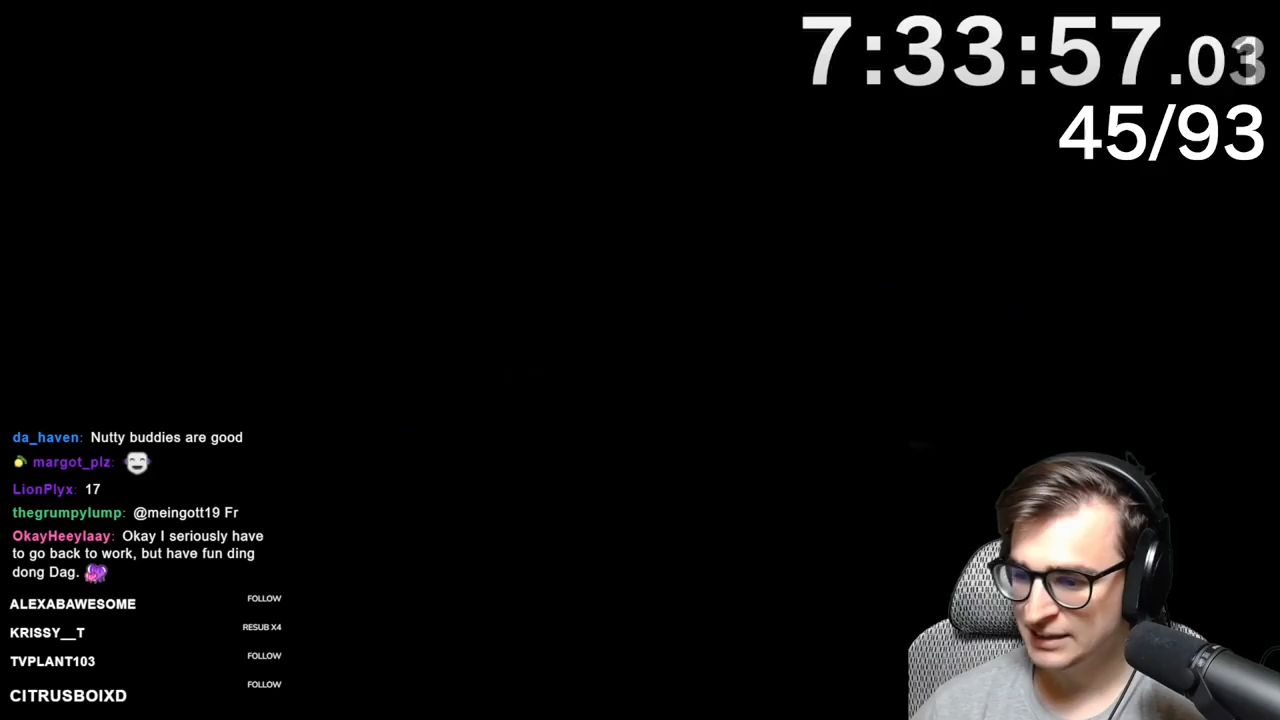 7:33:57.03
45/93
da_haven: Nutty buddies are good
margot_plz:
LionPlyx: 17
thegrumpylump: @meingott19 Fr
OkayHeeylaay: Okay I seriously have
to go back to work, but have fun ding
dong Dag.
ALEXABAWESOME FOLLOW
KRISSY__T RESUB X4
TVPLANT103 FOLLOW
CITRUSBOIXD FOLLOW